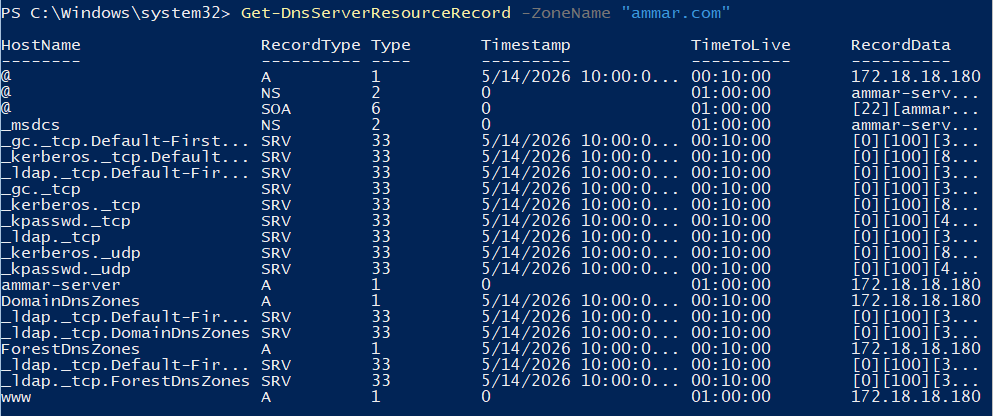 PS C:\Windows\system32> Get-DnsServerResourceRecord -ZoneName "ammar.com"
HostName RecordType Type Timestamp TimeToLive RecordData
-------- ---------- ---- --------- ---------- ----------
@ A 1 5/14/2026 10:00:0... 00:10:00 172.18.18.180
@ NS 2 0 01:00:00 ammar-serv...
@ SOA 6 0 01:00:00 [22][ammar...
_msdcs NS 2 0 01:00:00 ammar-serv...
_gc._tcp.Default-First... SRV 33 5/14/2026 10:00:0... 00:10:00 [0][100][3...
_kerberos._tcp.Default... SRV 33 5/14/2026 10:00:0... 00:10:00 [0][100][8...
_ldap._tcp.Default-Fir... SRV 33 5/14/2026 10:00:0... 00:10:00 [0][100][3...
_gc._tcp SRV 33 5/14/2026 10:00:0... 00:10:00 [0][100][3...
_kerberos._tcp SRV 33 5/14/2026 10:00:0... 00:10:00 [0][100][8...
_kpasswd._tcp SRV 33 5/14/2026 10:00:0... 00:10:00 [0][100][4...
_ldap._tcp SRV 33 5/14/2026 10:00:0... 00:10:00 [0][100][3...
_kerberos._udp SRV 33 5/14/2026 10:00:0... 00:10:00 [0][100][8...
_kpasswd._udp SRV 33 5/14/2026 10:00:0... 00:10:00 [0][100][4...
ammar-server A 1 0 01:00:00 172.18.18.180
DomainDnsZones A 1 5/14/2026 10:00:0... 00:10:00 172.18.18.180
_ldap._tcp.Default-Fir... SRV 33 5/14/2026 10:00:0... 00:10:00 [0][100][3...
_ldap._tcp.DomainDnsZones SRV 33 5/14/2026 10:00:0... 00:10:00 [0][100][3...
ForestDnsZones A 1 5/14/2026 10:00:0... 00:10:00 172.18.18.180
_ldap._tcp.Default-Fir... SRV 33 5/14/2026 10:00:0... 00:10:00 [0][100][3...
_ldap._tcp.ForestDnsZones SRV 33 5/14/2026 10:00:0... 00:10:00 [0][100][3...
www A 1 0 01:00:00 172.18.18.180